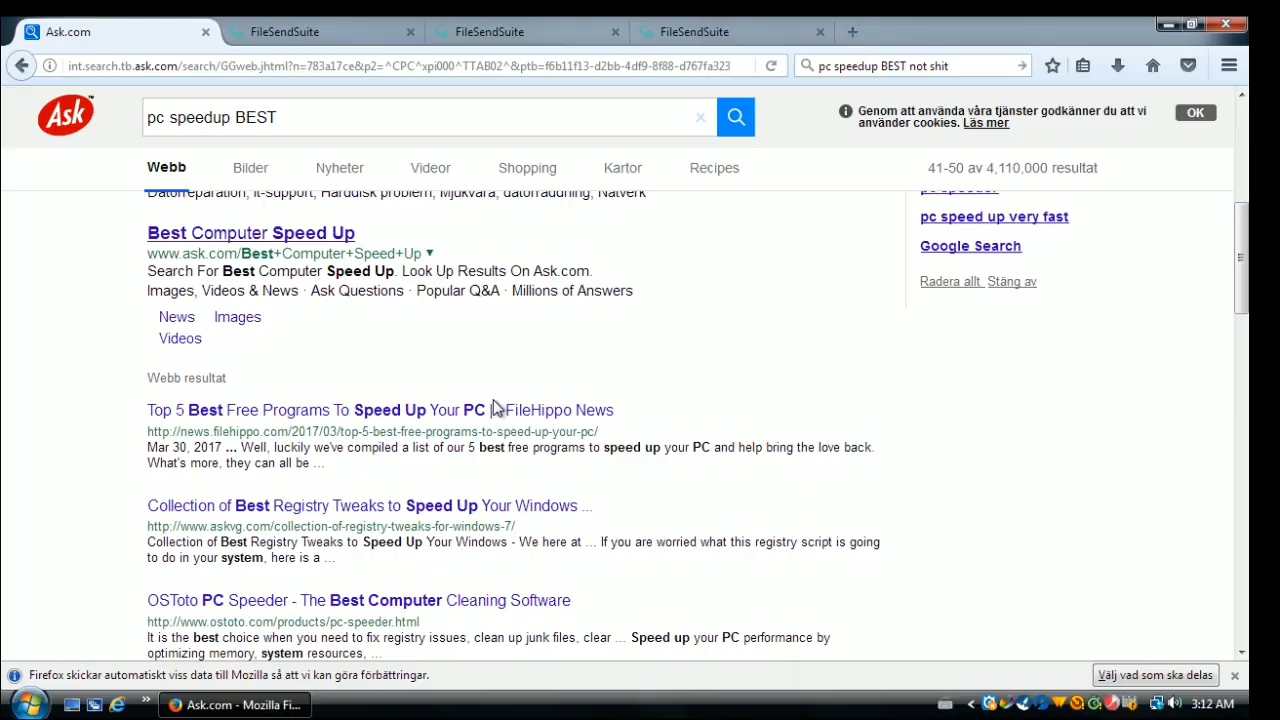 Ask.com
FileSendSuite
FileSendSuite
FileSendSuite
int.search.tb.ask.com/search/GGweb.jhtml?n=783a17ce&p2=^CPC^xpi000^TTAB02^&ptb=f6b11f13-d2bb-4df9-8f88-d767fa323
pc speedup BEST not shit
Ask
pc speedup BEST
Genom att använda våra tjänster godkänner du att vi
använder cookies. Läs mer
OK
Webb
Bilder
Nyheter
Videor
Shopping
Kartor
Recipes
41-50 av 4,110,000 resultat
Datorreparation, it-support, Harddisk problem, Mjukvara, datorräddning, Nätverk
pc speeder
Best Computer Speed Up
www.ask.com/Best+Computer+Speed+Up
Search For Best Computer Speed Up. Look Up Results On Ask.com.
Images, Videos & News · Ask Questions · Popular Q&A · Millions of Answers
News Images
Videos
pc speed up very fast
Google Search
Radera allt Stäng av
Webb resultat
Top 5 Best Free Programs To Speed Up Your PC | FileHippo News
http://news.filehippo.com/2017/03/top-5-best-free-programs-to-speed-up-your-pc/
Mar 30, 2017 ... Well, luckily we've compiled a list of our 5 best free programs to speed up your PC and help bring the love back.
What's more, they can all be ...
Collection of Best Registry Tweaks to Speed Up Your Windows ...
http://www.askvg.com/collection-of-registry-tweaks-for-windows-7/
Collection of Best Registry Tweaks to Speed Up Your Windows - We here at ... If you are worried what this registry script is going
to do in your system, here is a ...
OSToto PC Speeder - The Best Computer Cleaning Software
http://www.ostoto.com/products/pc-speeder.html
It is the best choice when you need to fix registry issues, clean up junk files, clear ... Speed up your PC performance by
optimizing memory, system resources, ...
Firefox skickar automatiskt viss data till Mozilla så att vi kan göra förbättringar.
Välj vad som ska delas
Ask.com - Mozilla Fi...
3:12 AM